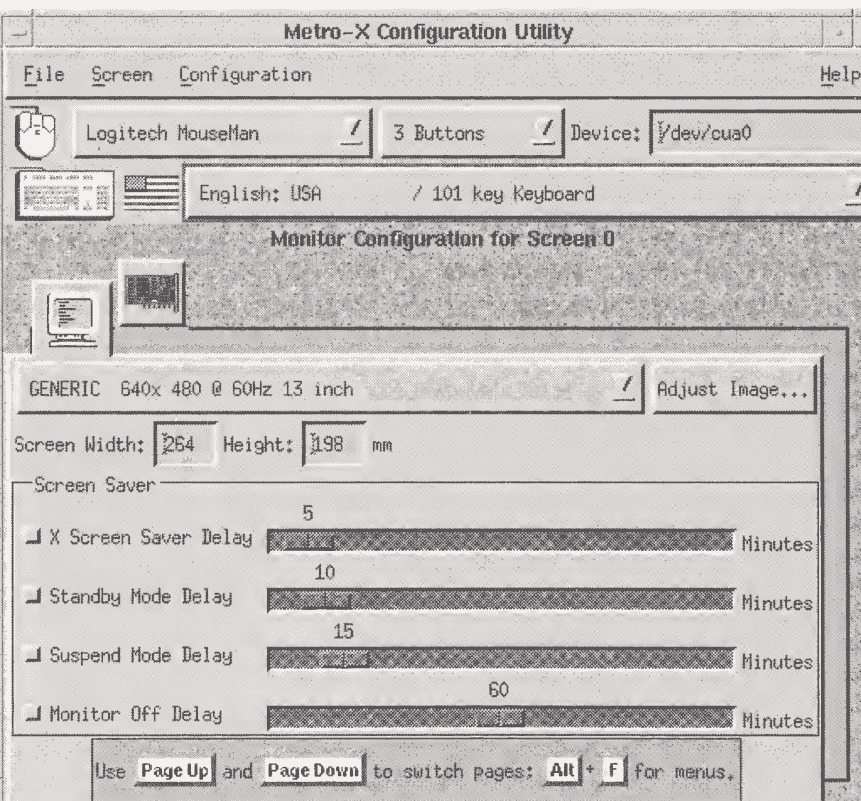 Metro-X Configuration Utility
File Screen Configuration Help
Logitech MouseMan 3 Buttons Device: /dev/cua0
English: USA / 101 key Keyboard
Monitor Configuration for Screen 0
GENERIC 640x 480 @ 60Hz 13 inch Adjust Image...
Screen Width: 264 Height: 198 mm
Screen Saver
5
X Screen Saver Delay Minutes
10
Standby Mode Delay Minutes
15
Suspend Mode Delay Minutes
60
Monitor Off Delay Minutes
Use Page Up and Page Down to switch pages: Alt + F for menus.